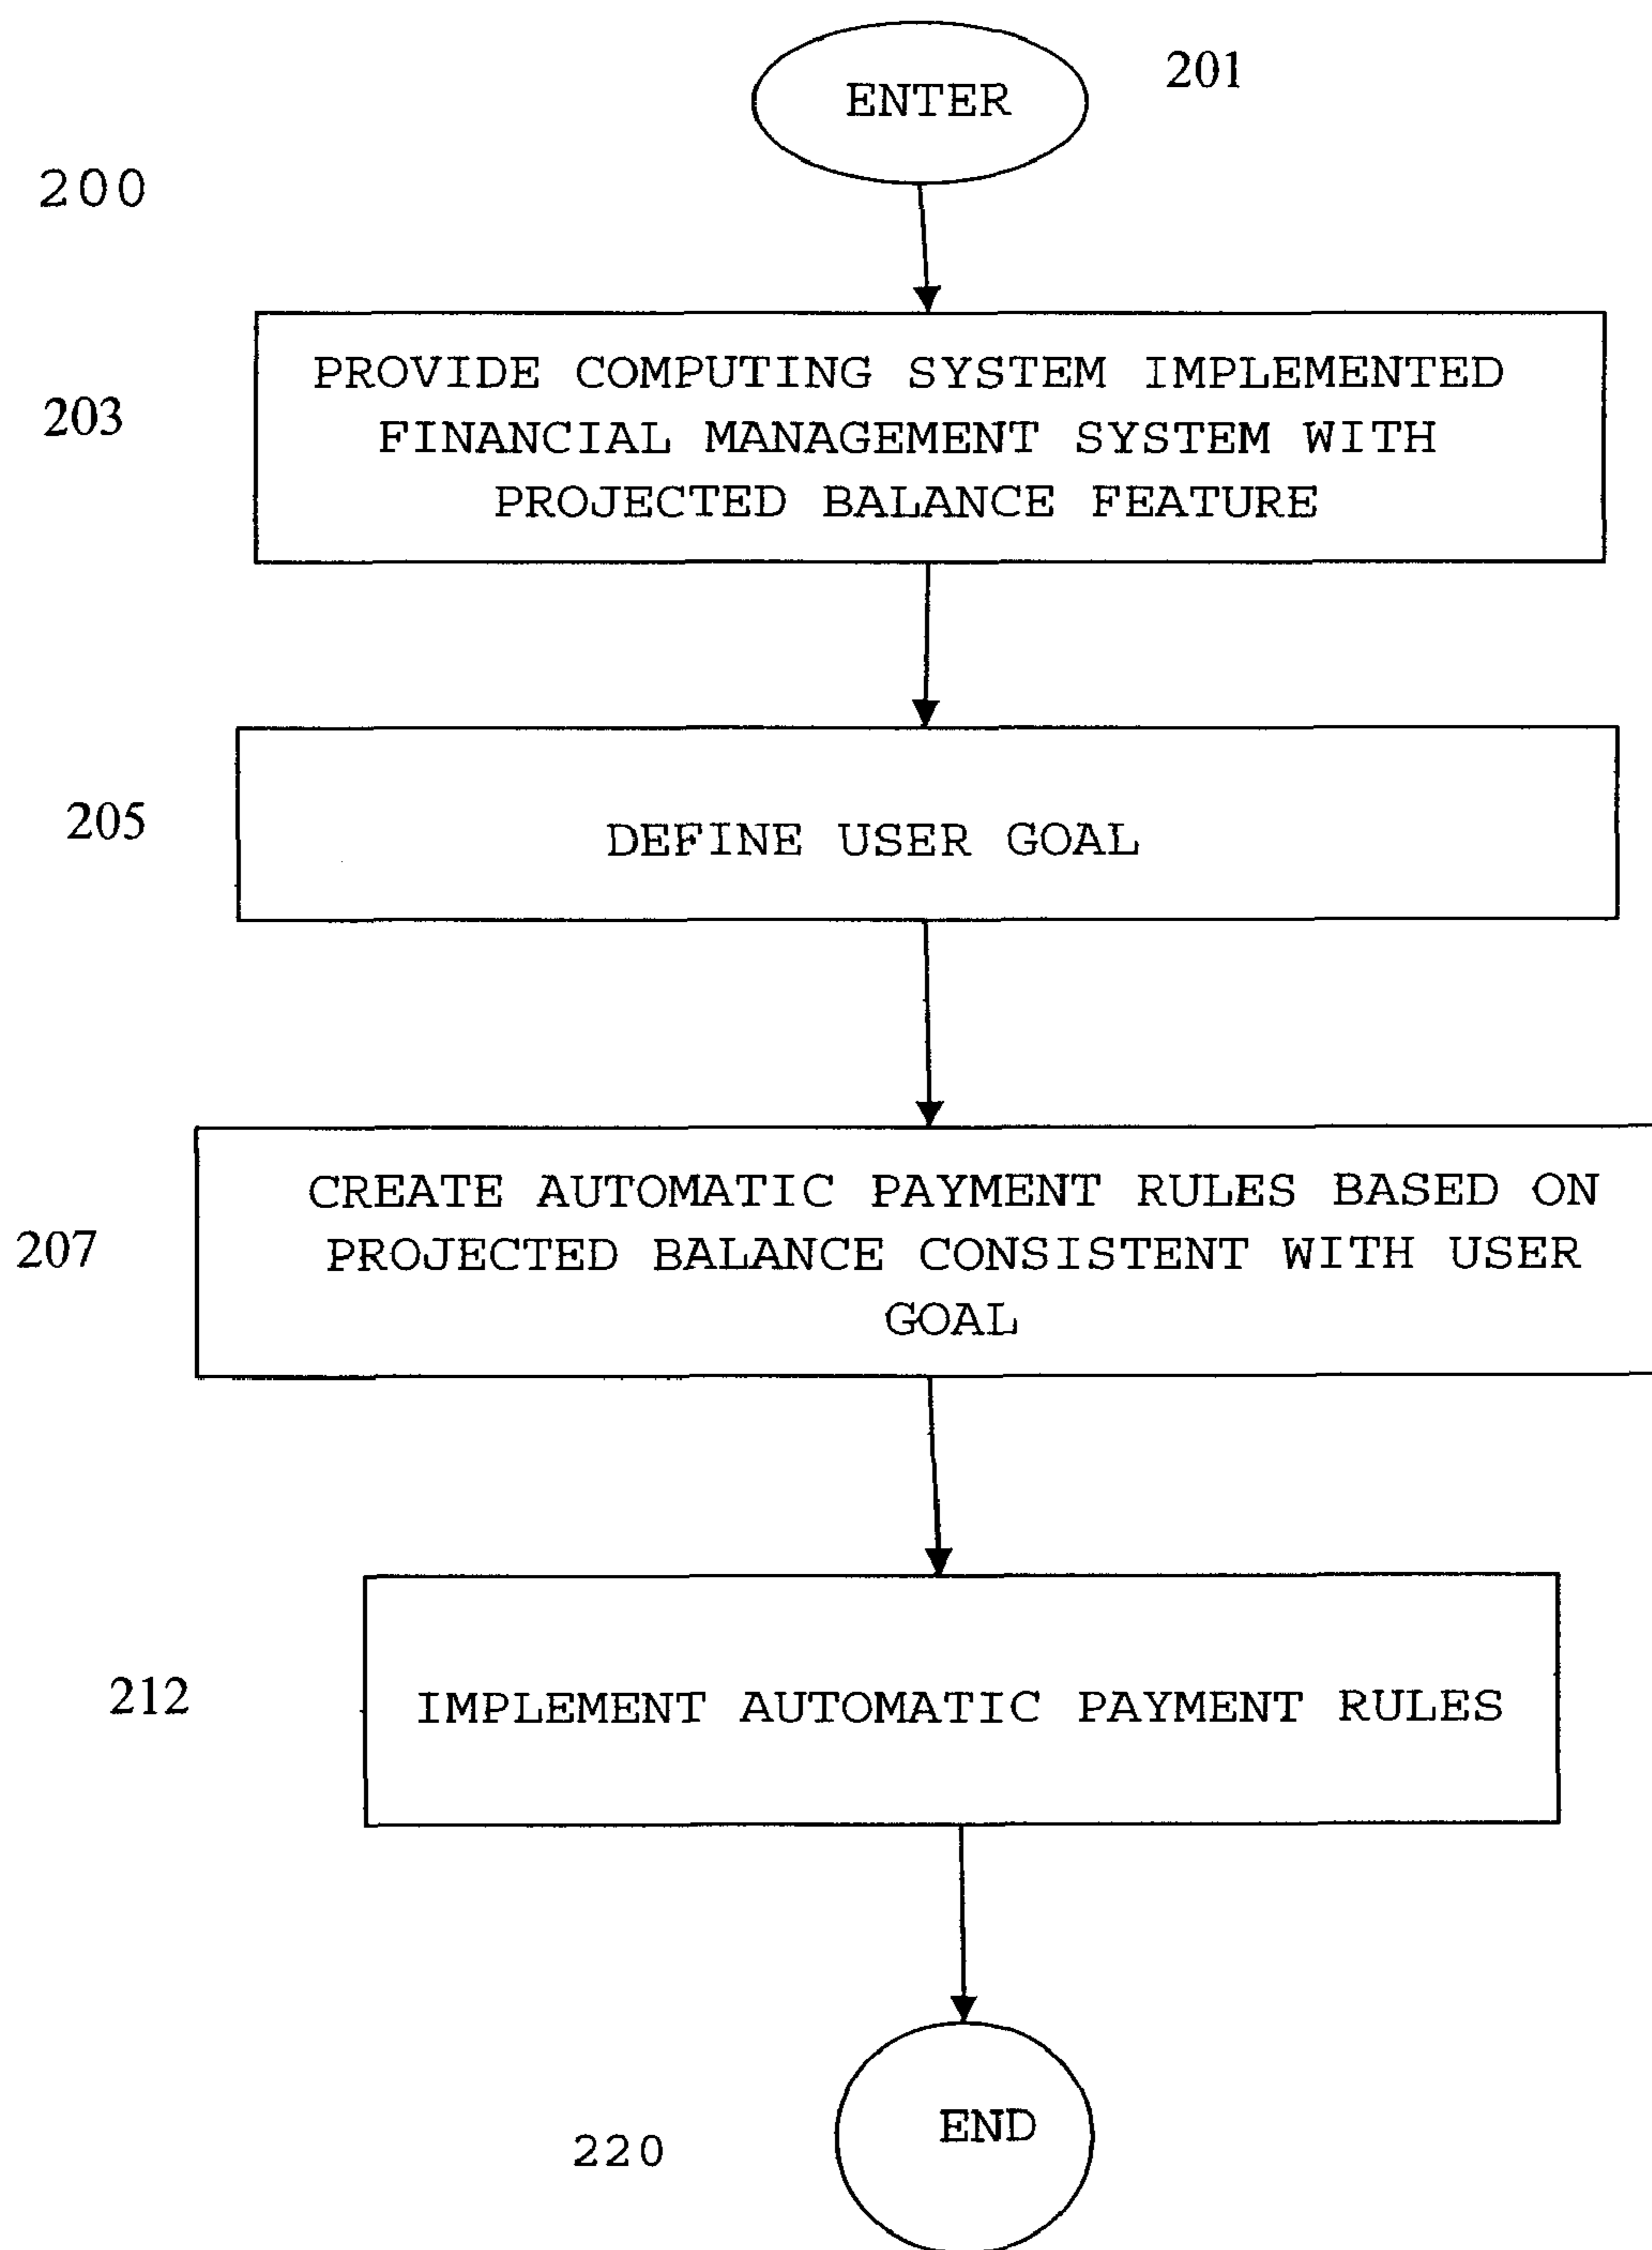 ENTER
201
200
203
PROVIDE COMPUTING SYSTEM IMPLEMENTED
FINANCIAL MANAGEMENT SYSTEM WITH
PROJECTED BALANCE FEATURE
205
DEFINE USER GOAL
207
CREATE AUTOMATIC PAYMENT RULES BASED ON
PROJECTED BALANCE CONSISTENT WITH USER
GOAL
212
IMPLEMENT AUTOMATIC PAYMENT RULES
220
END